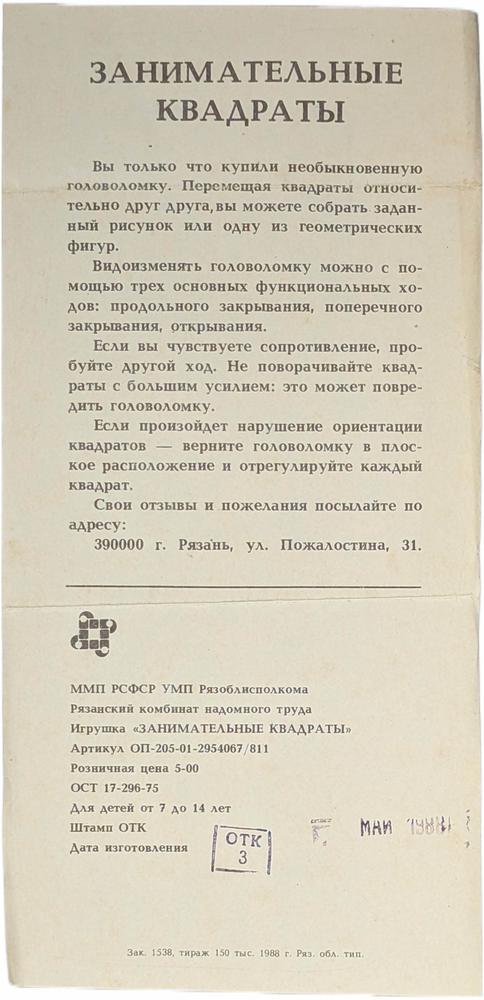 ЗАНИМАТЕЛЬНЫЕ
КВАДРАТЫ
Вы только что купили необыкновенную
головоломку. Перемещая квадраты относи-
тельно друг друга, вы можете собрать задан-
ный рисунок или одну из геометрических
фигур.
Видоизменять головоломку можно с по-
мощью трех основных функциональных хо-
дов: продольного закрывания, поперечного
закрывания, открывания.
Если вы чувствуете сопротивление, про-
буйте другой ход. Не поворачивайте квад-
раты с большим усилием: это может повре-
дить головоломку.
Если произойдет нарушение ориентации
квадратов — верните головоломку в плос-
кое расположение и отрегулируйте каждый
квадрат.
Свои отзывы и пожелания посылайте по
адресу:
390000 г. Рязань, ул. Пожалостина, 31.
ММП РСФСР УМП Рязоблисполкома
Рязанский комбинат надомного труда
Игрушка «ЗАНИМАТЕЛЬНЫЕ КВАДРАТЫ»
Артикул ОП-205-01-2954067/811
Розничная цена 5-00
ОСТ 17-296-75
Для детей от 7 до 14 лет
Штамп ОТК
Дата изготовления
ОТК
3
МАЙ 1988
Зак. 1538, тираж 150 тыс. 1988 г. Ряз. обл. тип.